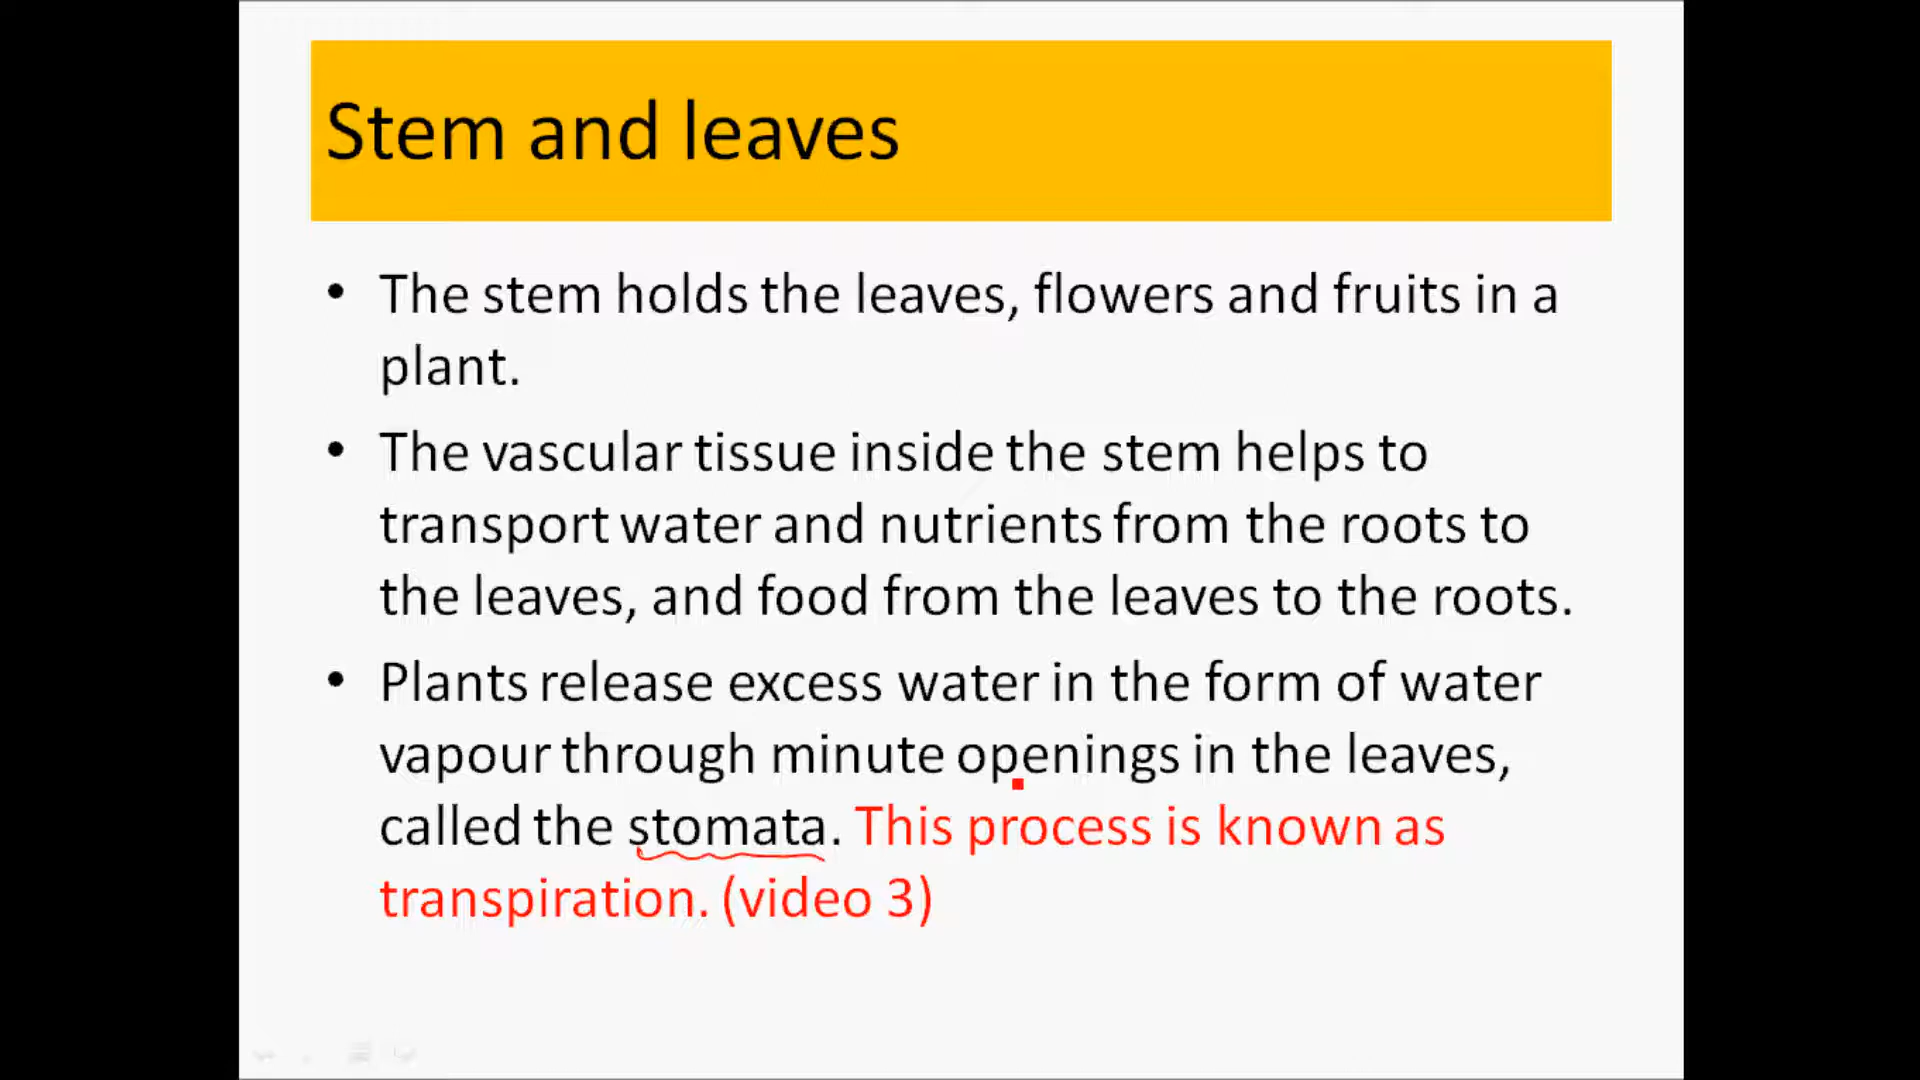 Stem and leaves
• The stem holds the leaves, flowers and fruits in a
plant.
• The vascular tissue inside the stem helps to
transport water and nutrients from the roots to
the leaves, and food from the leaves to the roots.
• Plants release excess water in the form of water
vapour through minute openings in the leaves,
called the stomata. This process is known as
transpiration. (video 3)